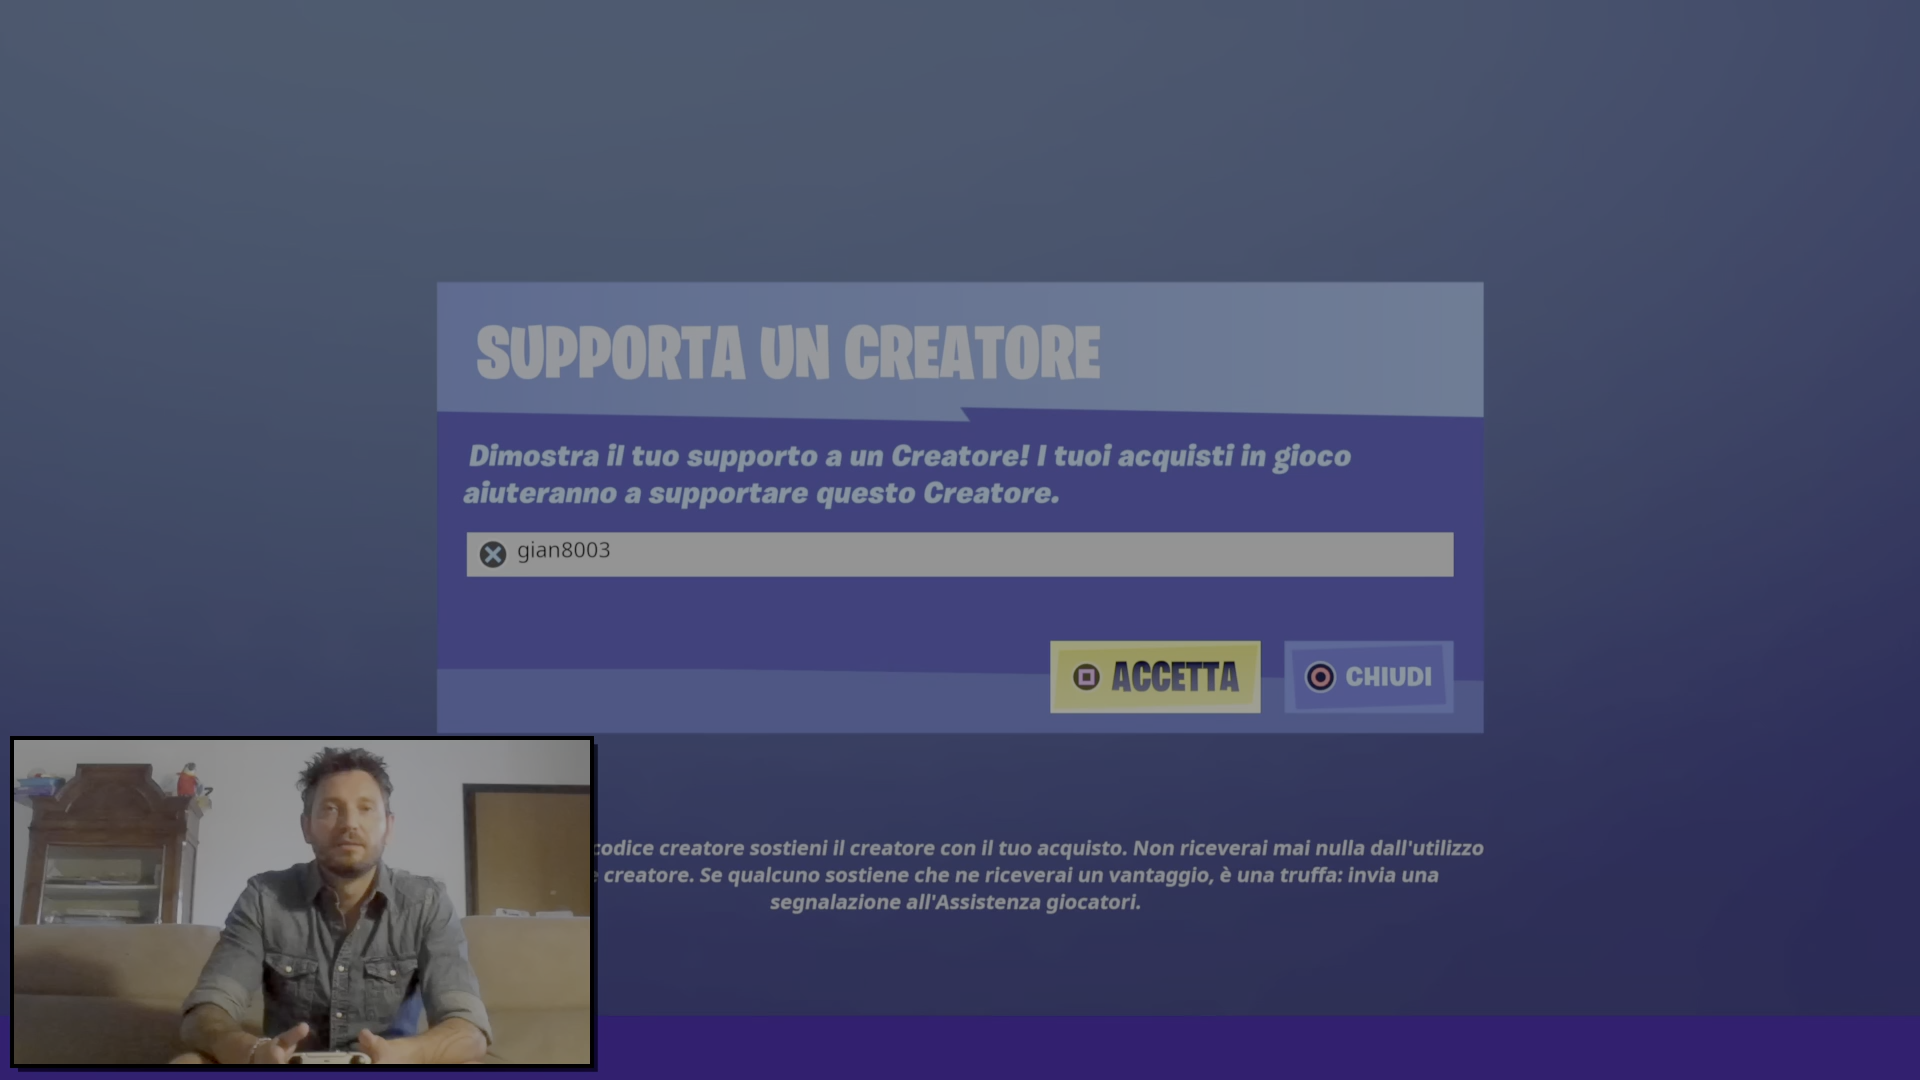 SUPPORTA UN CREATORE
Dimostra il tuo supporto a un Creatore! I tuoi acquisti in gioco
aiuteranno a supportare questo Creatore.
gian8003
ACCETTA
CHIUDI
codice creatore sostieni il creatore con il tuo acquisto. Non riceverai mai nulla dall'utilizzo
creatore. Se qualcuno sostiene che ne riceverai un vantaggio, è una truffa: invia una
segnalazione all'Assistenza giocatori.